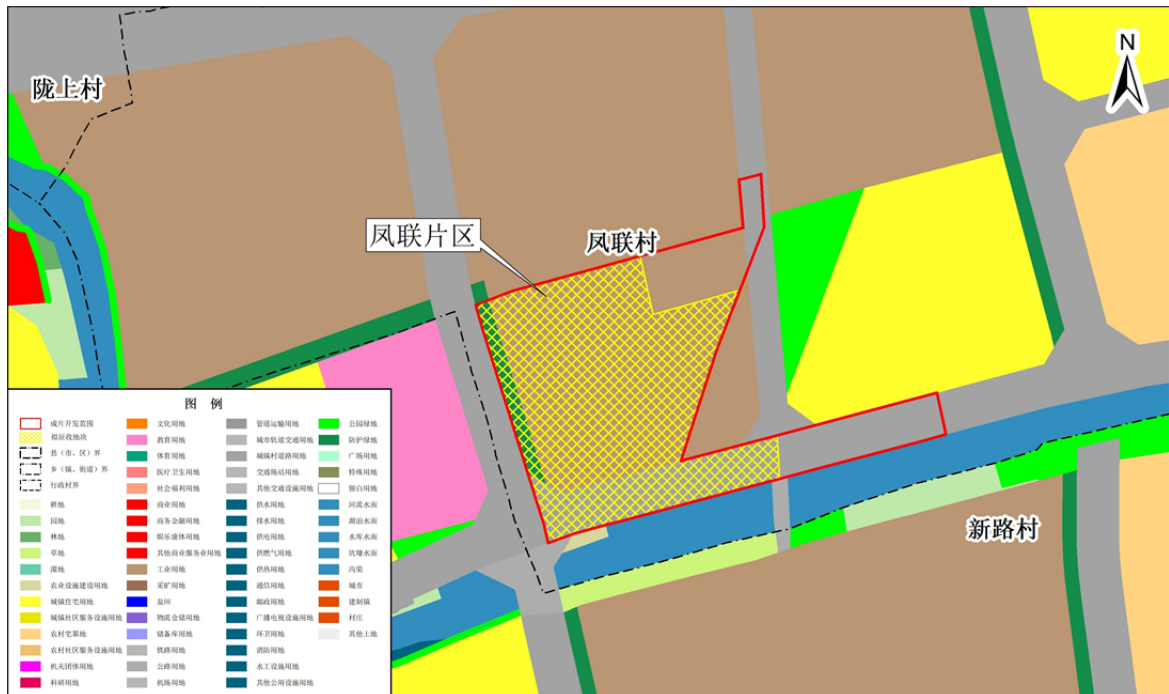 N
陇上村
凤联片区
凤联村
新路村
图 例
成片开发范围
拟征收地块
县（市、区）界
乡（镇、街道）界
行政村界
耕地
园地
林地
草地
湿地
农业设施建设用地
城镇住宅用地
城镇社区服务设施用地
农村宅基地
农村社区服务设施用地
机关团体用地
科研用地
文化用地
教育用地
体育用地
医疗卫生用地
社会福利用地
商业用地
商务金融用地
娱乐康体用地
其他商业服务业用地
工业用地
采矿用地
盐田
物流仓储用地
储备库用地
铁路用地
公路用地
机场用地
管道运输用地
城市轨道交通用地
城镇村道路用地
交通场站用地
其他交通设施用地
供水用地
排水用地
供电用地
供燃气用地
供热用地
通信用地
邮政用地
广播电视设施用地
环卫用地
消防用地
水工设施用地
其他公用设施用地
公园绿地
防护绿地
广场用地
特殊用地
留白用地
河流水面
湖泊水面
水库水面
坑塘水面
沟渠
城市
建制镇
村庄
其他土地